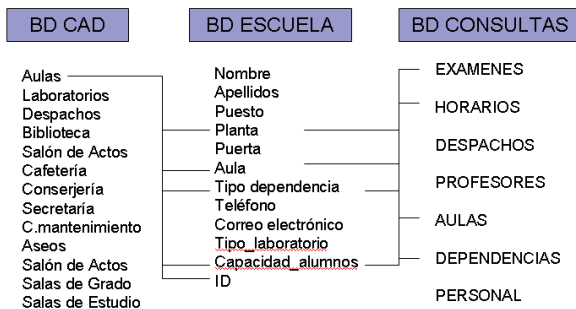 BD CAD
Aulas
Laboratorios
Despachos
Biblioteca
Salón de Actos
Cafetería
Conserjería
Secretaría
C.mantenimiento
Aseos
Salón de Actos
Salas de Grado
Salas de Estudio
BD ESCUELA
Nombre
Apellidos
Puesto
Planta
Puerta
Aula
Tipo dependencia
Teléfono
Correo electrónico
Tipo_laboratorio
Capacidad_alumnos
ID
BD CONSULTAS
EXAMENES
HORARIOS
DESPACHOS
PROFESORES
AULAS
DEPENDENCIAS
PERSONAL